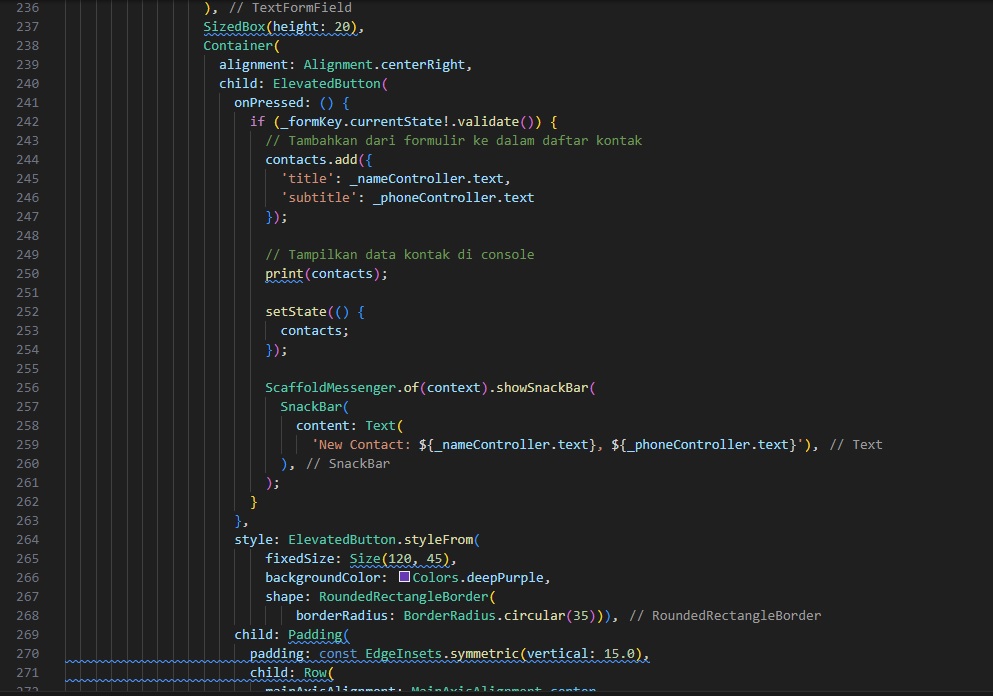 236 ), // TextFormField
237 SizedBox(height: 20),
238 Container(
239 alignment: Alignment.centerRight,
240 child: ElevatedButton(
241 onPressed: () {
242 if (_formKey.currentState!.validate()) {
243 // Tambahkan dari formulir ke dalam daftar kontak
244 contacts.add({
245 'title': _nameController.text,
246 'subtitle': _phoneController.text
247 });
248
249 // Tampilkan data kontak di console
250 print(contacts);
251
252 setState(() {
253 contacts;
254 });
255
256 ScaffoldMessenger.of(context).showSnackBar(
257 SnackBar(
258 content: Text(
259 'New Contact: ${_nameController.text}, ${_phoneController.text}'), // Text
260 ), // SnackBar
261 );
262 }
263 },
264 style: ElevatedButton.styleFrom(
265 fixedSize: Size(120, 45),
266 backgroundColor: Colors.deepPurple,
267 shape: RoundedRectangleBorder(
268 borderRadius: BorderRadius.circular(35))), // RoundedRectangleBorder
269 child: Padding(
270 padding: const EdgeInsets.symmetric(vertical: 15.0),
271 child: Row(
272 mainAxisAlignment: MainAxisAlignment.center,